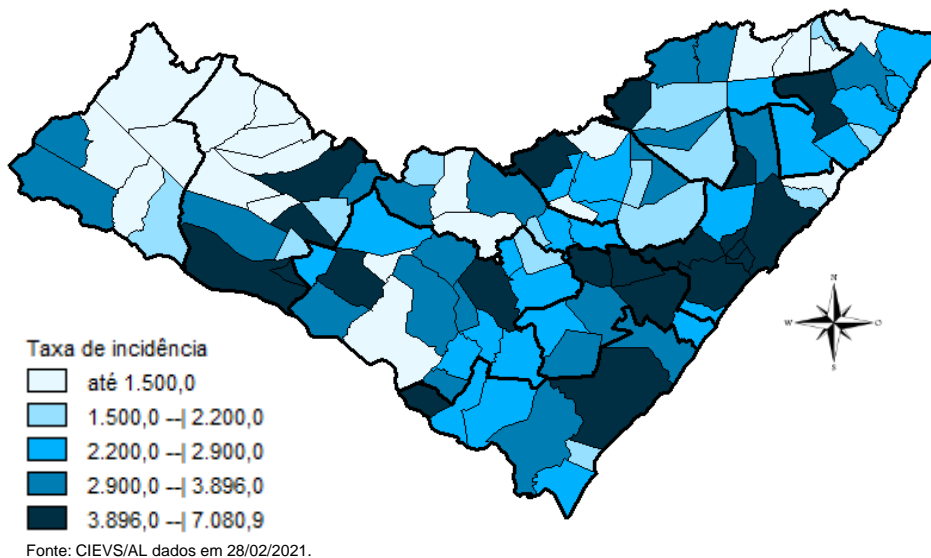 N
W
O
S
Taxa de incidência
até 1.500,0
1.500,0 --| 2.200,0
2.200,0 --| 2.900,0
2.900,0 --| 3.896,0
3.896,0 --| 7.080,9
Fonte: CIEVS/AL dados em 28/02/2021.